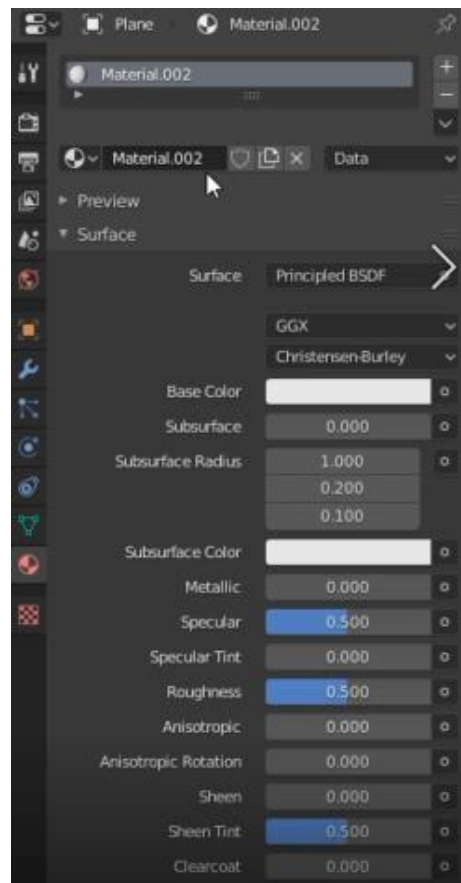 Plane Material.002
Material.002
Material.002 Data
Preview
Surface
Surface Principled BSDF
GGX
Christensen-Burley
Base Color
Subsurface 0.000
Subsurface Radius 1.000
0.200
0.100
Subsurface Color
Metallic 0.000
Specular 0.500
Specular Tint 0.000
Roughness 0.500
Anisotropic 0.000
Anisotropic Rotation 0.000
Sheen 0.000
Sheen Tint 0.500
Clearcoat 0.000